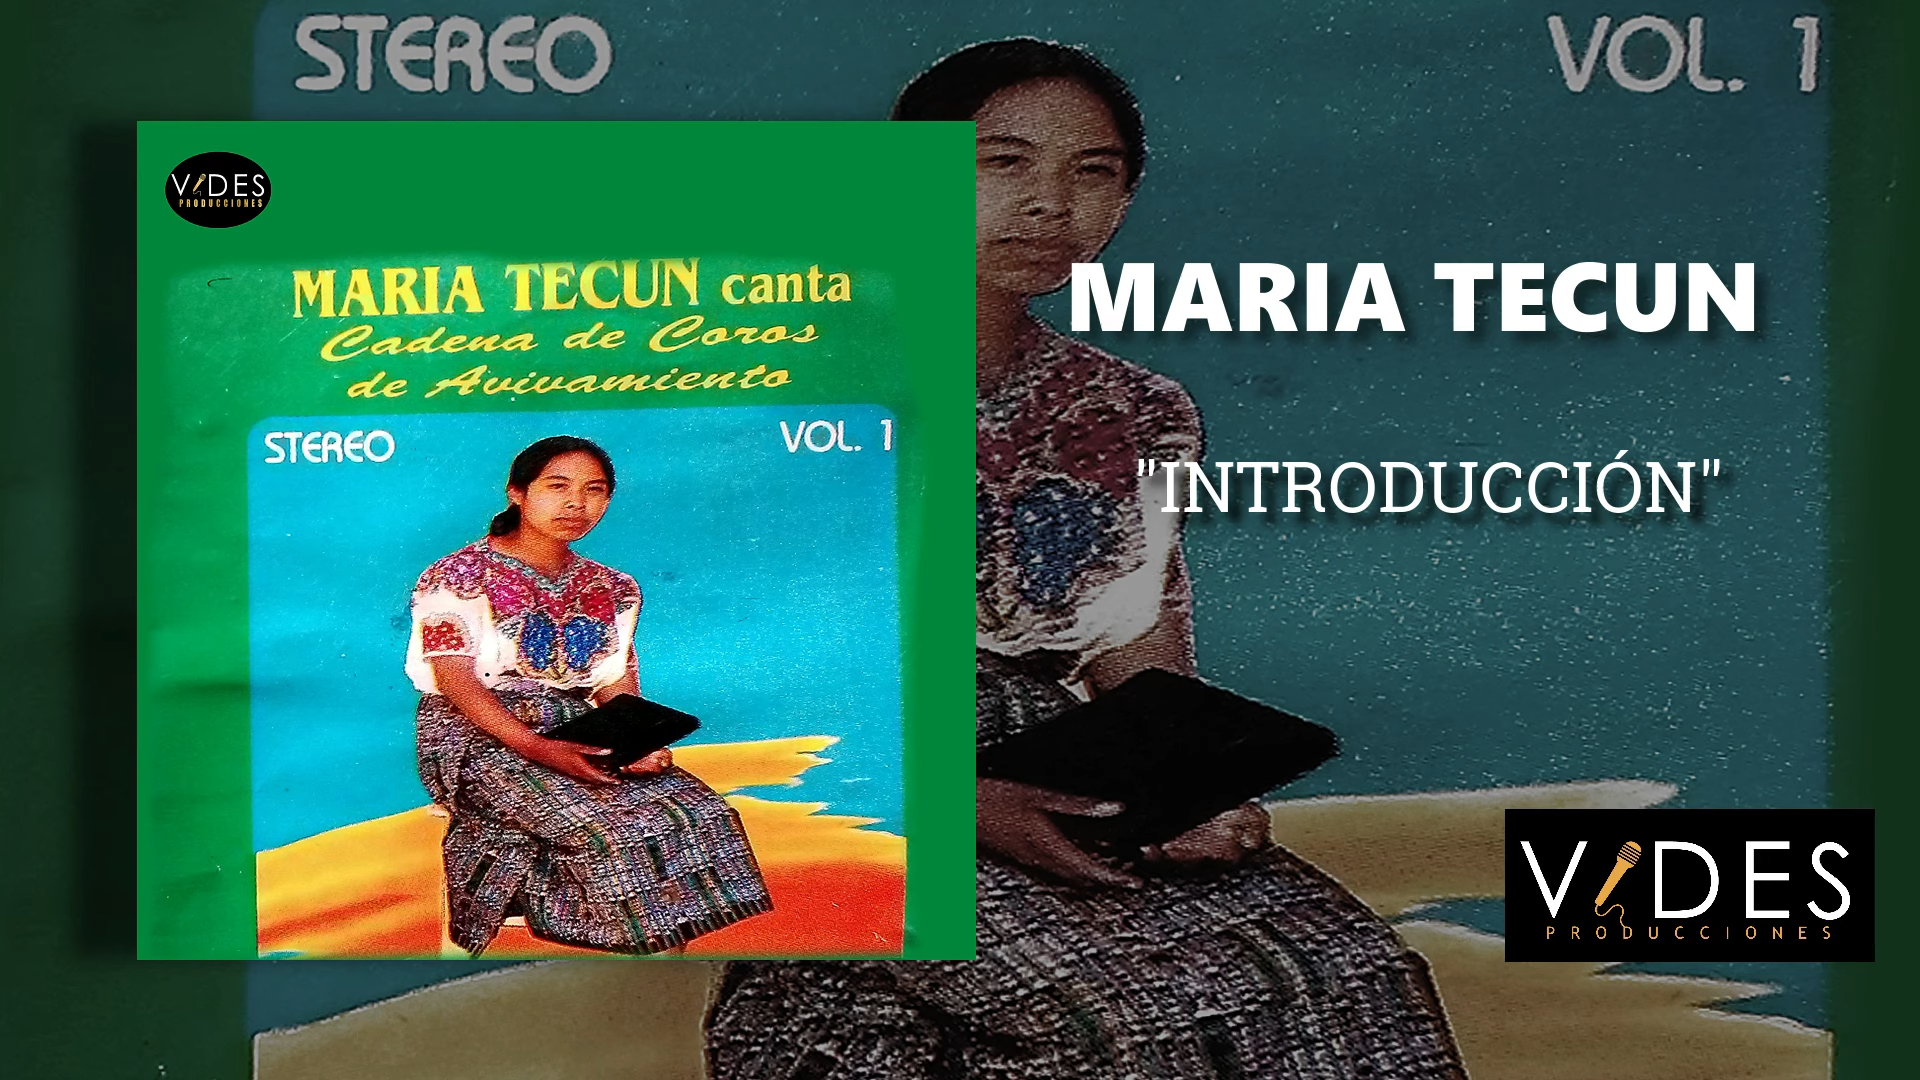 STEREO
VOL. 1
VIDES
PRODUCCIONES
MARIA TECUN canta
Cadena de Coros
de Avivamiento
STEREO
VOL. 1
MARIA TECUN
"INTRODUCCIÓN"
VIDES
PRODUCCIONES